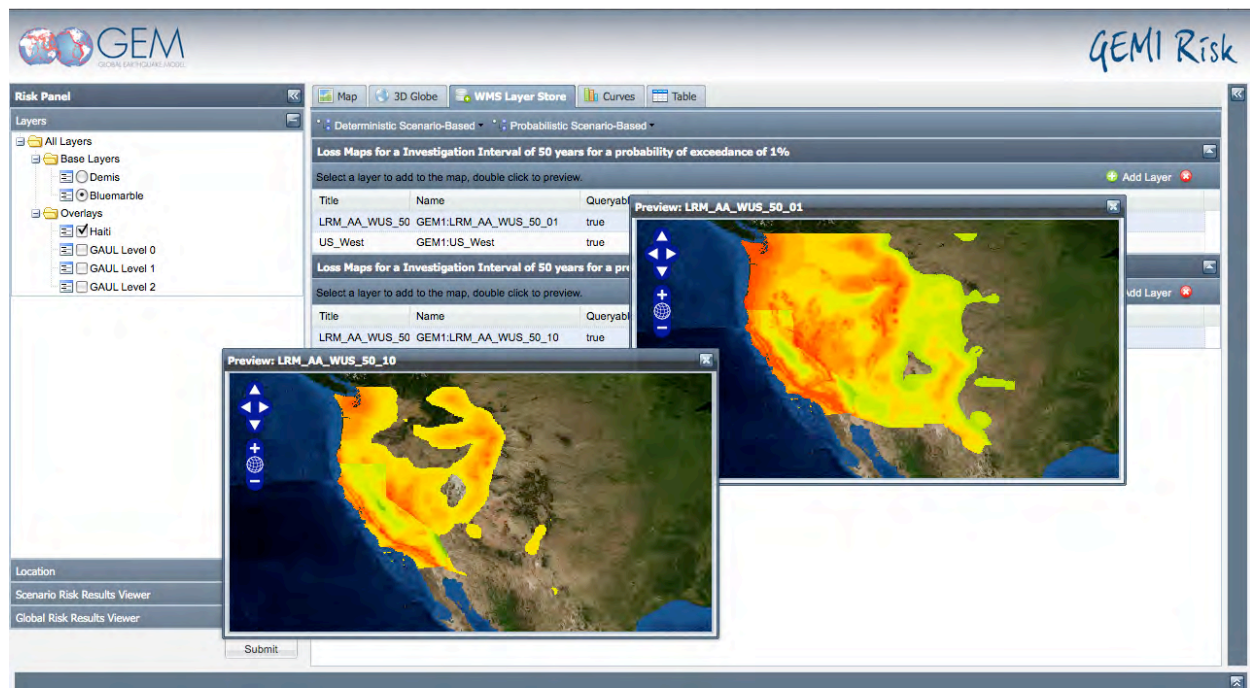 GEM
GLOBAL EARTHQUAKE MODEL
GEM1 Risk
Risk Panel
Map 3D Globe WMS Layer Store Curves Table
Layers
Deterministic Scenario-Based Probabilistic Scenario-Based
All Layers
Base Layers
Demis
Bluemarble
Overlays
Haiti
GAUL Level 0
GAUL Level 1
GAUL Level 2
Loss Maps for a Investigation Interval of 50 years for a probability of exceedance of 1%
Select a layer to add to the map, double click to preview. Add Layer
Title Name Queryabl
LRM_AA_WUS_50 GEM1:LRM_AA_WUS_50_01 true
US_West GEM1:US_West true
Preview: LRM_AA_WUS_50_01
Loss Maps for a Investigation Interval of 50 years for a pr
Select a layer to add to the map, double click to preview. Add Layer
Title Name Queryabl
LRM_AA_WUS_50 GEM1:LRM_AA_WUS_50_10 true
Preview: LRM_AA_WUS_50_10
Location
Scenario Risk Results Viewer
Global Risk Results Viewer
Submit